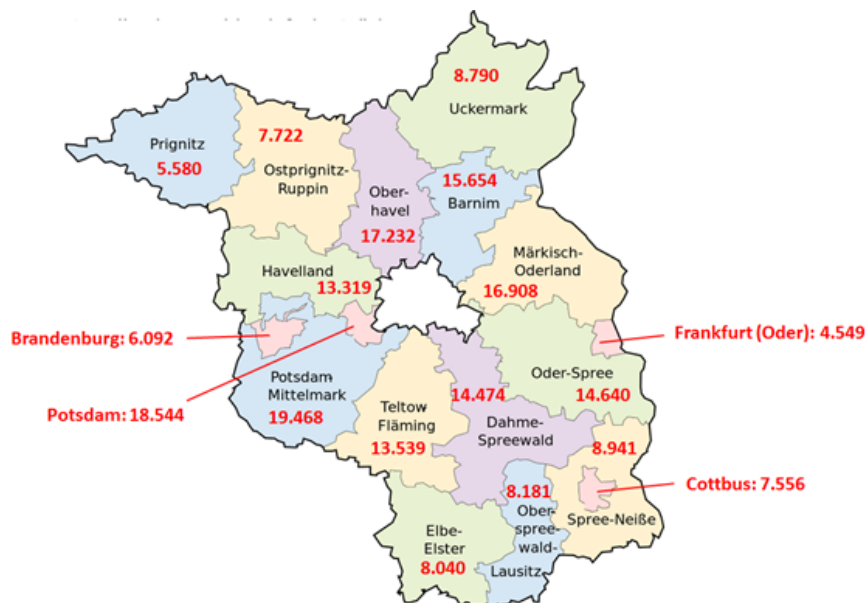 8.790
Uckermark
Prignitz
5.580
7.722
Ostprignitz-
Ruppin
Ober-
havel
17.232
15.654
Barnim
Märkisch-
Oderland
16.908
Havelland
13.319
Brandenburg: 6.092
Frankfurt (Oder): 4.549
Potsdam: 18.544
Potsdam-
Mittelmark
19.468
Teltow
Fläming
13.539
14.474
Dahme-
Spreewald
Oder-Spree
14.640
8.941
Spree-Neiße
Cottbus: 7.556
8.181
Ober-
spree-
wald-
Lausitz
Elbe-
Elster
8.040